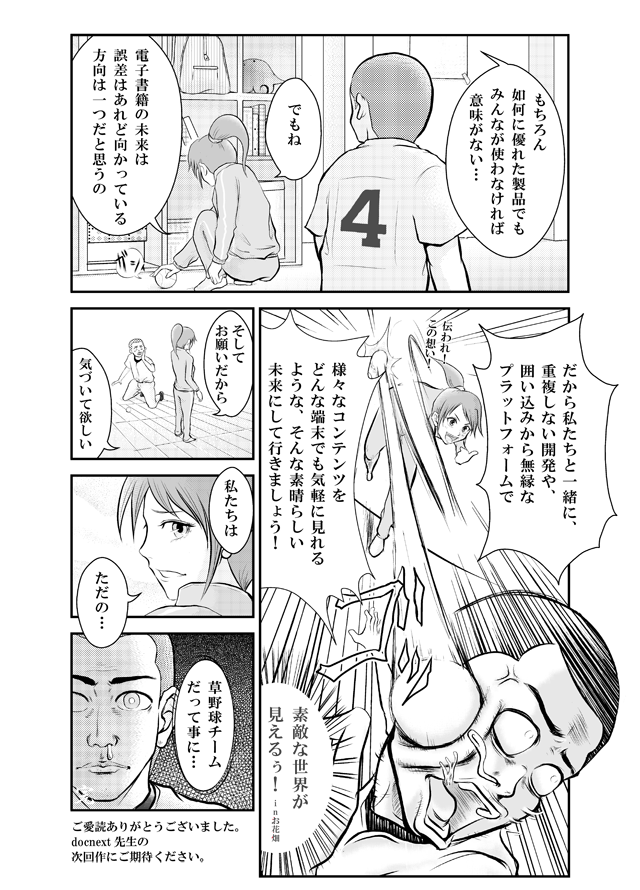 もちろん
如何に優れた製品でも
みんなが使わなければ
意味がない…
4
でもね
電子書籍の未来は
誤差はあれど向かっている
方向は一つだと思うの
だから私たちと一緒に、
重複しない開発や、
囲い込みから無縁な
プラットフォームで
伝われ!
この想い!
様々なコンテンツを
どんな端末でも気軽に見れる
ような、そんな素晴らしい
未来にして行きましょう!
素敵な世界が
見えるぅ!
inお花畑
そして
お願いだから
気づいて欲しい
私たちは
ただの…
草野球チーム
だって事に…
ご愛読ありがとうございました。
docnext 先生の
次回作にご期待ください。